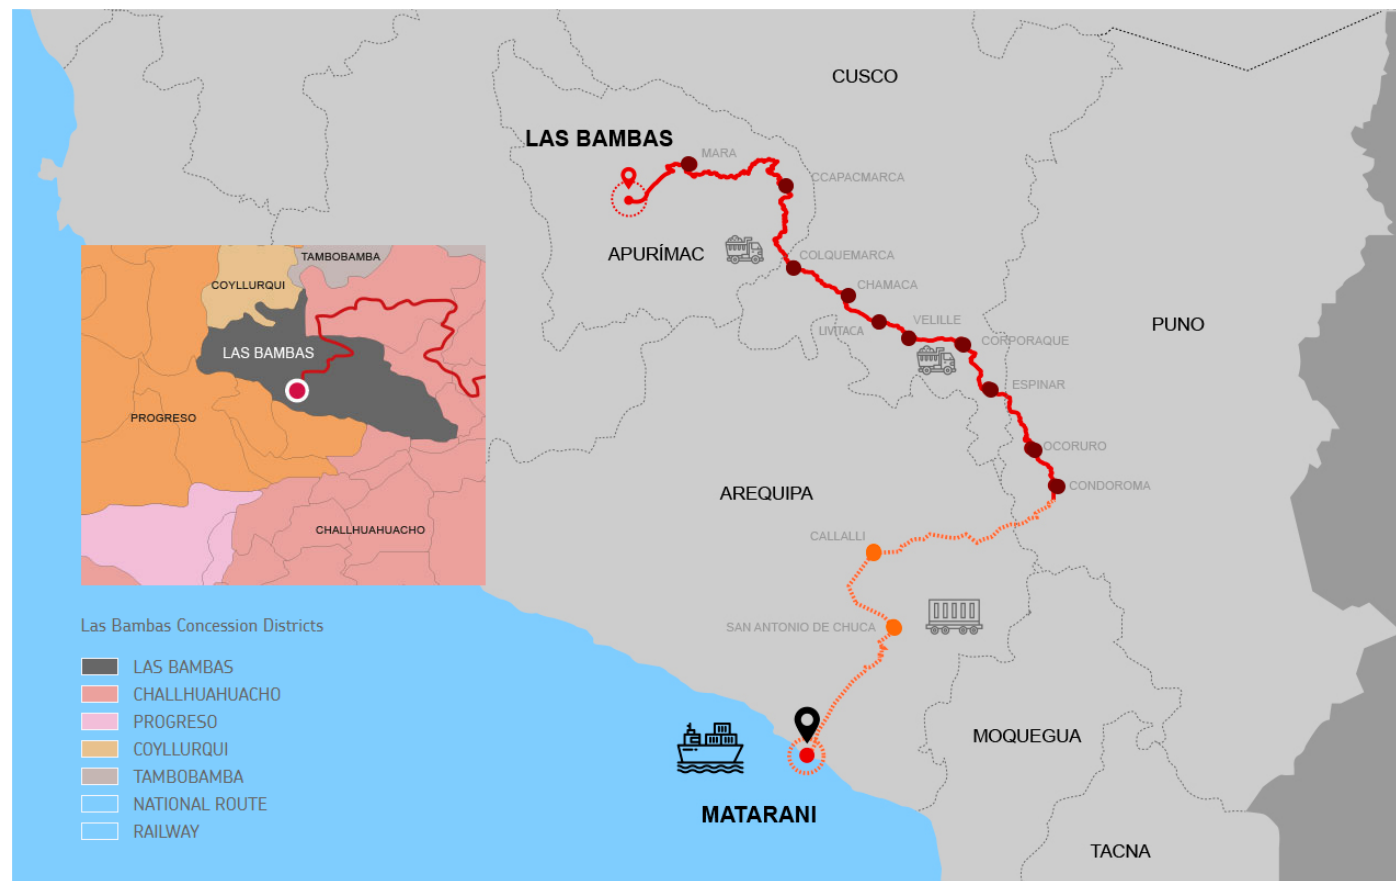 CUSCO
LAS BAMBAS
MARA
CCAPACMARCA
APURÍMAC
COLQUEMARCA
CHAMACA
LIVITACA
VELILLE
CORPORAQUE
PUNO
ESPINAR
OCORURO
CONDOROMA
AREQUIPA
CALLALLI
SAN ANTONIO DE CHUCA
MOQUEGUA
MATARANI
TACNA
TAMBOBAMBA
COYLLURQUI
LAS BAMBAS
PROGRESO
CHALLHUAHUACHO
Las Bambas Concession Districts
LAS BAMBAS
CHALLHUAHUACHO
PROGRESO
COYLLURQUI
TAMBOBAMBA
NATIONAL ROUTE
RAILWAY